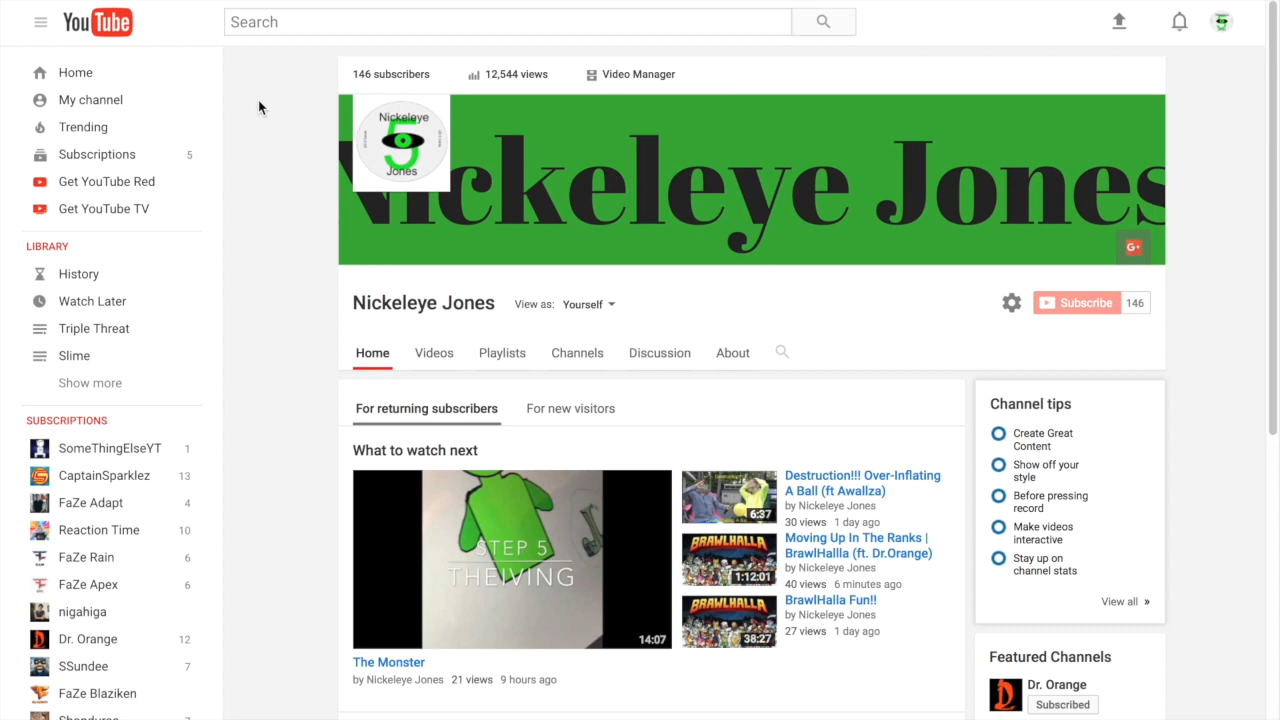 YouTube
Search
Home
My channel
Trending
Subscriptions 5
Get YouTube Red
Get YouTube TV
LIBRARY
History
Watch Later
Triple Threat
Slime
Show more
SUBSCRIPTIONS
SomeThingElseYT 1
CaptainSparklez 13
FaZe Adapt 4
Reaction Time 10
FaZe Rain 6
FaZe Apex 6
nigahiga
Dr. Orange 12
SSundee 7
FaZe Blaziken
146 subscribers 12,544 views Video Manager
Nickeleye
5
Jones
Nickeleye Jones
G+
Nickeleye Jones View as: Yourself
Subscribe 146
Home Videos Playlists Channels Discussion About
For returning subscribers For new visitors
What to watch next
STEP 5
THEIVING
14:07
The Monster
by Nickeleye Jones 21 views 9 hours ago
6:37
Destruction!!! Over-Inflating
A Ball (ft Awallza)
by Nickeleye Jones
30 views 1 day ago
BRAWLHALLA
1:12:01
Moving Up In The Ranks |
BrawlHallla (ft. Dr.Orange)
by Nickeleye Jones
40 views 6 minutes ago
BRAWLHALLA
38:27
BrawlHalla Fun!!
by Nickeleye Jones
27 views 1 day ago
Channel tips
Create Great
Content
Show off your
style
Before pressing
record
Make videos
interactive
Stay up on
channel stats
View all »
Featured Channels
Dr. Orange
Subscribed